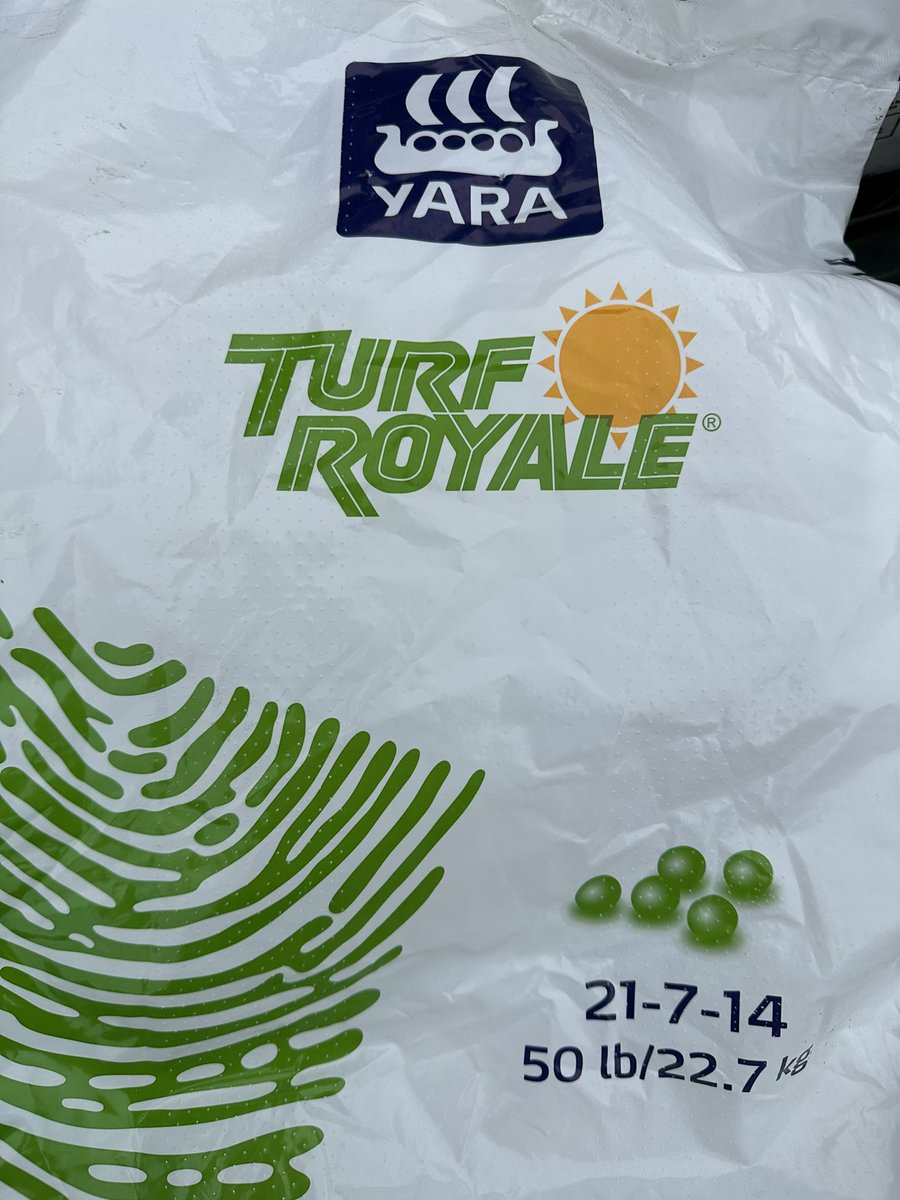 YARA
TURF
ROYALE®
21-7-14
50 lb/22.7 kg